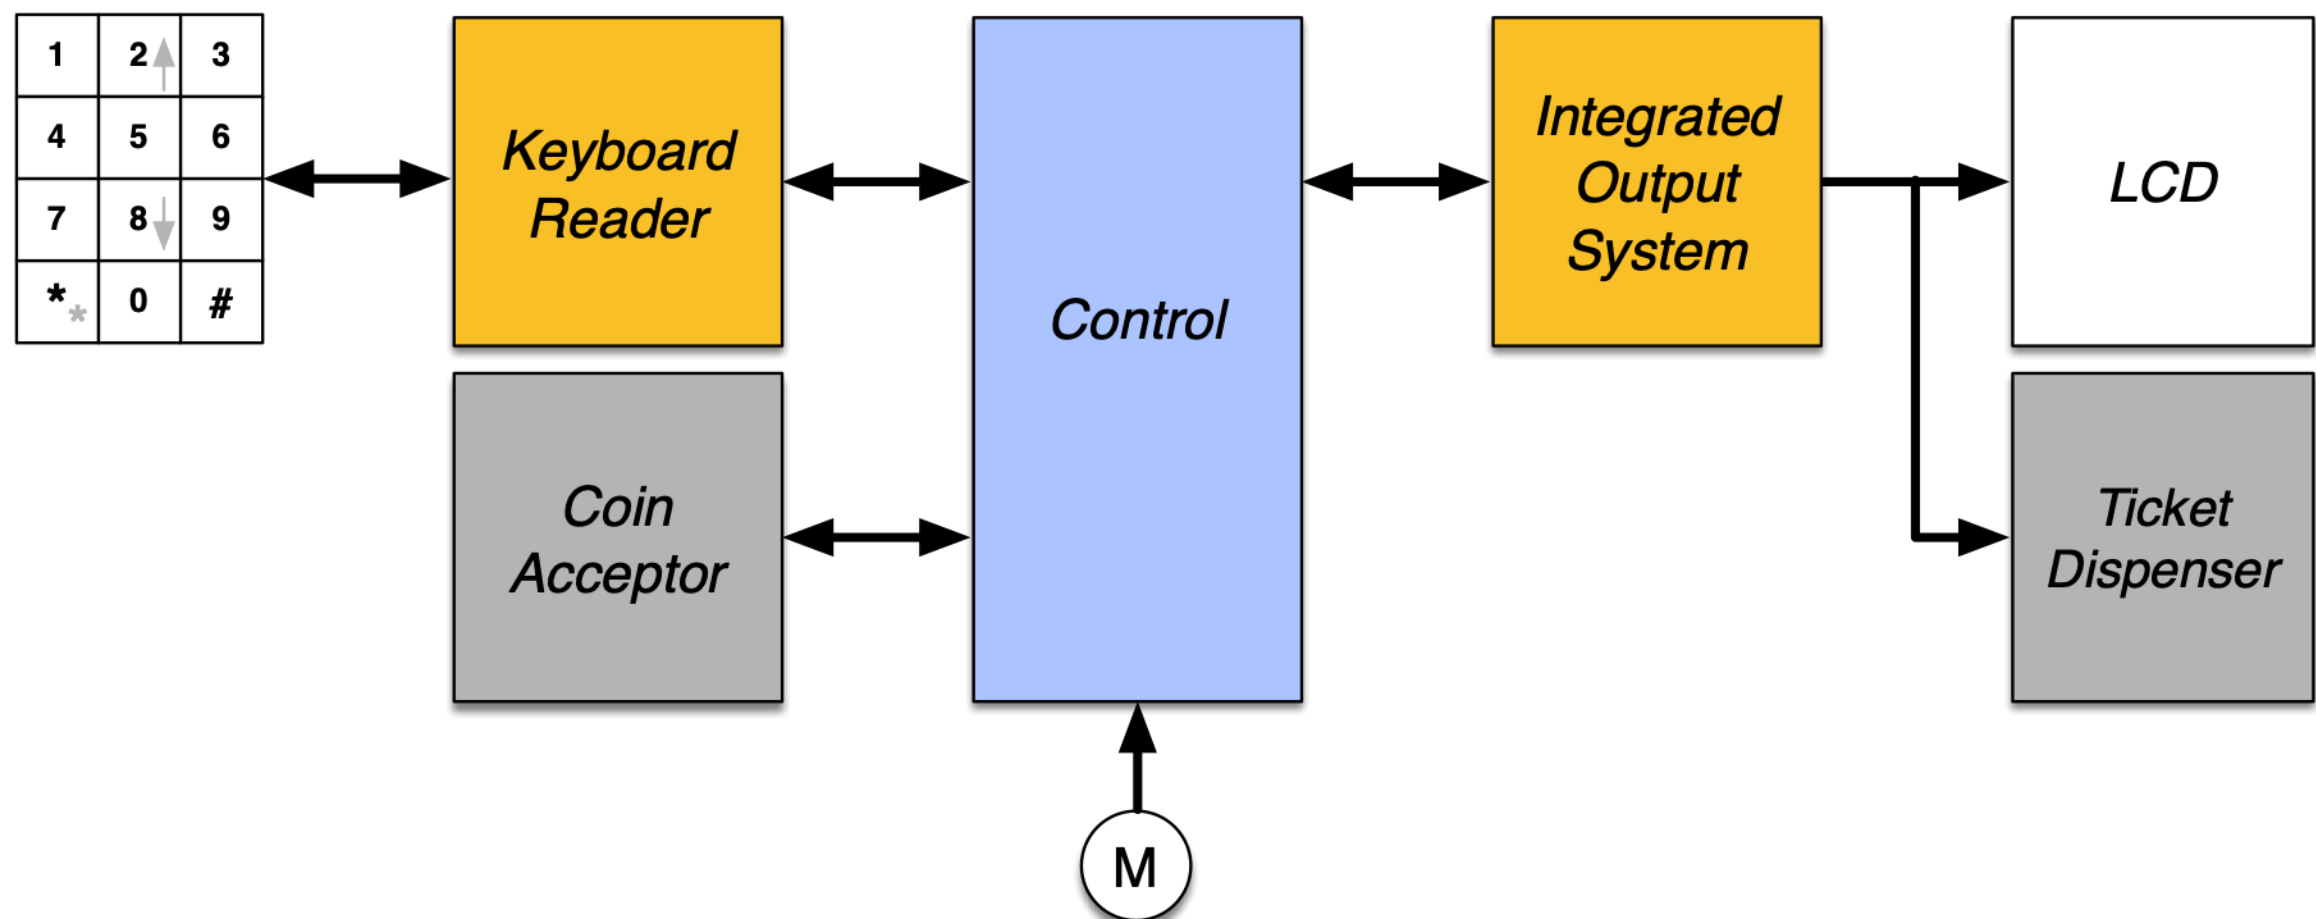 1 2 3
4 5 6
7 8 9
* * 0 #
Keyboard
Reader
Coin
Acceptor
Control
M
Integrated
Output
System
LCD
Ticket
Dispenser